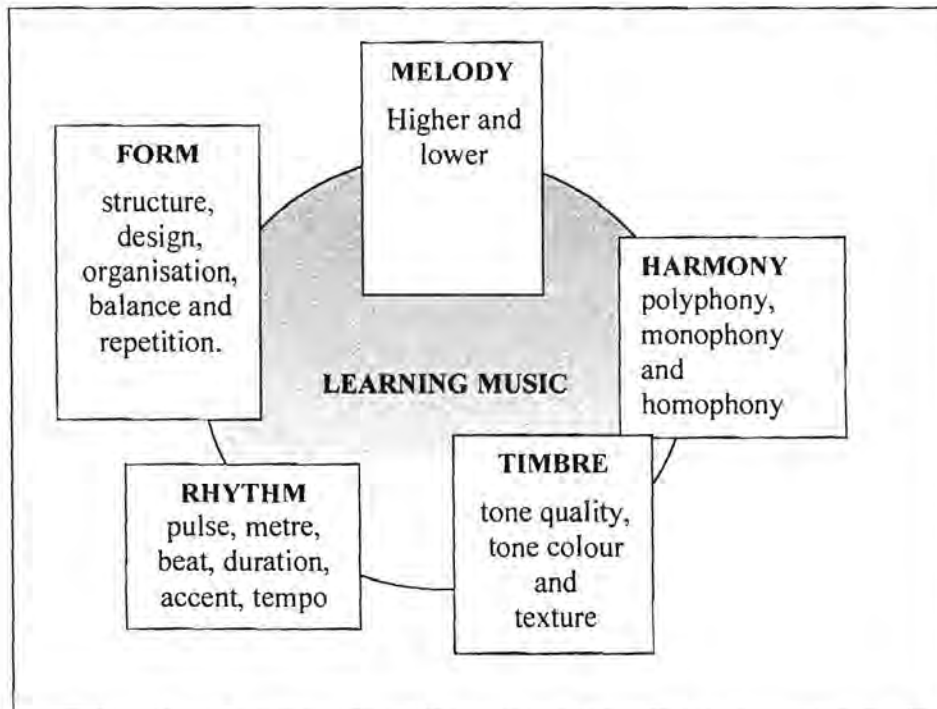 MELODY
Higher and
lower
FORM
structure,
design,
organisation,
balance and
repetition.
HARMONY
polyphony,
monophony
and
homophony
LEARNING MUSIC
TIMBRE
tone quality,
tone colour
and
texture
RHYTHM
pulse, metre,
beat, duration,
accent, tempo